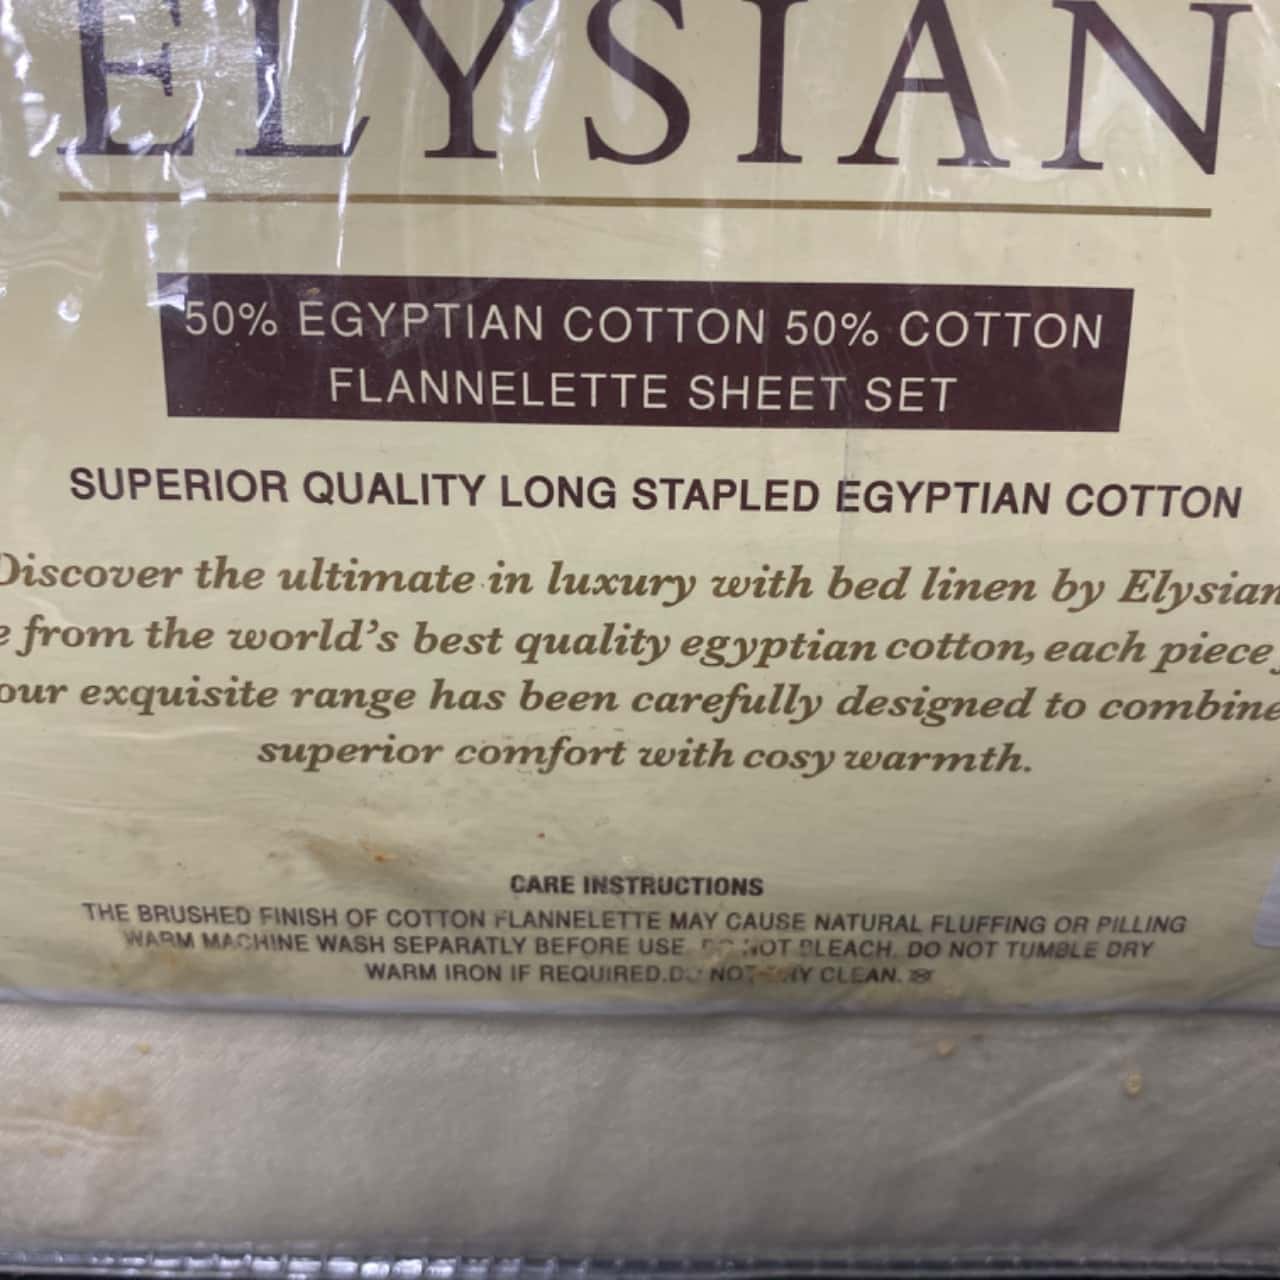 ELYSIAN
50% EGYPTIAN COTTON 50% COTTON
FLANNELETTE SHEET SET
SUPERIOR QUALITY LONG STAPLED EGYPTIAN COTTON
Discover the ultimate in luxury with bed linen by Elysian
from the world's best quality egyptian cotton, each piece
our exquisite range has been carefully designed to combine
superior comfort with cosy warmth.
CARE INSTRUCTIONS
THE BRUSHED FINISH OF COTTON FLANNELETTE MAY CAUSE NATURAL FLUFFING OR PILLING
WARM MACHINE WASH SEPARATLY BEFORE USE. DO NOT BLEACH. DO NOT TUMBLE DRY
WARM IRON IF REQUIRED.DO NOT DRY CLEAN.